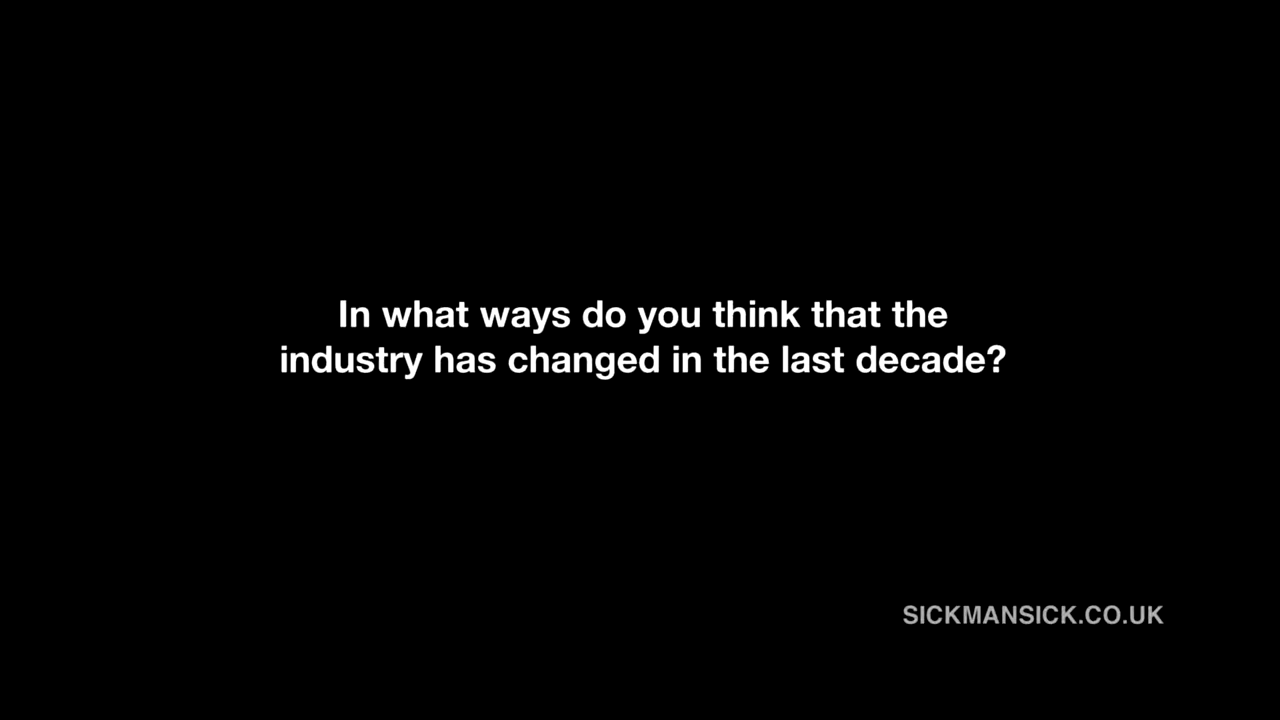 In what ways do you think that the
industry has changed in the last decade?
SICKMANSICK.CO.UK